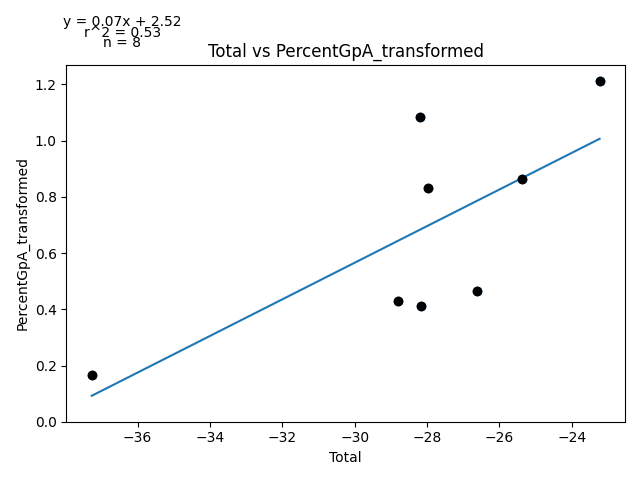 y = 0.07x + 2.52
r^2 = 0.53
n = 8
Total vs PercentGpA_transformed
1.2
1.0
0.8
0.6
0.4
0.2
0.0
PercentGpA_transformed
−36 −34 −32 −30 −28 −26 −24
Total